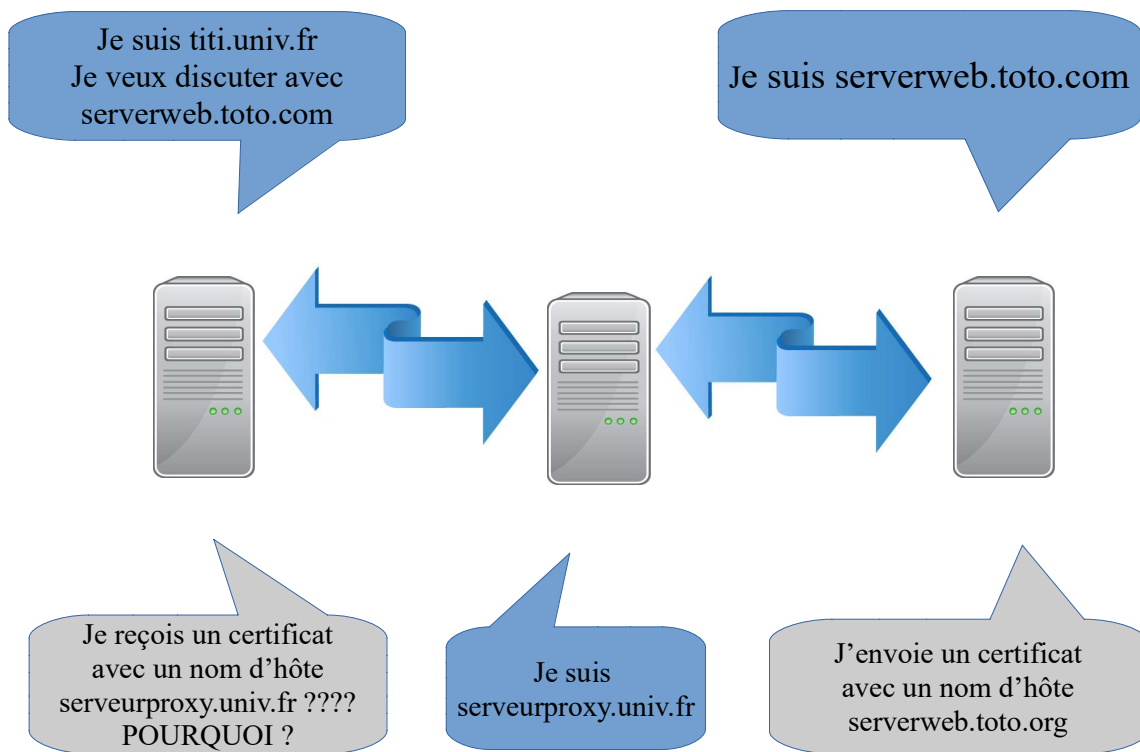 Je suis titi.univ.fr
Je veux discuter avec
serverweb.toto.com
Je suis serverweb.toto.com
Je reçois un certificat
avec un nom d’hôte
serveurproxy.univ.fr ????
POURQUOI ?
Je suis
serveurproxy.univ.fr
J’envoie un certificat
avec un nom d’hôte
serverweb.toto.org